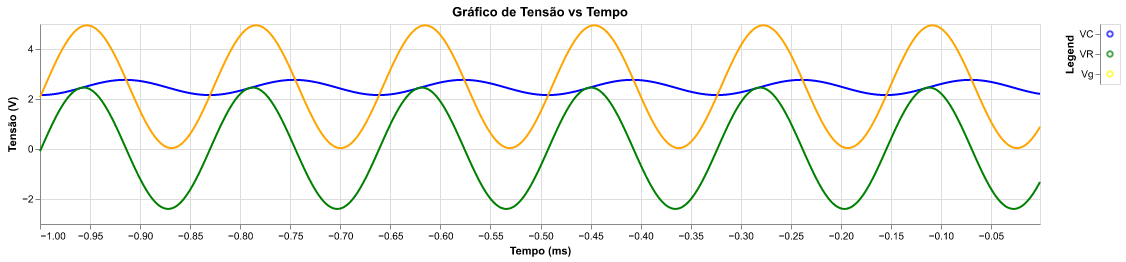 Gráfico de Tensão vs Tempo
Tensão (V)
4
2
0
−2
−1.00 −0.95 −0.90 −0.85 −0.80 −0.75 −0.70 −0.65 −0.60 −0.55 −0.50 −0.45 −0.40 −0.35 −0.30 −0.25 −0.20 −0.15 −0.10 −0.05
Tempo (ms)
Legend
VC
VR
Vg